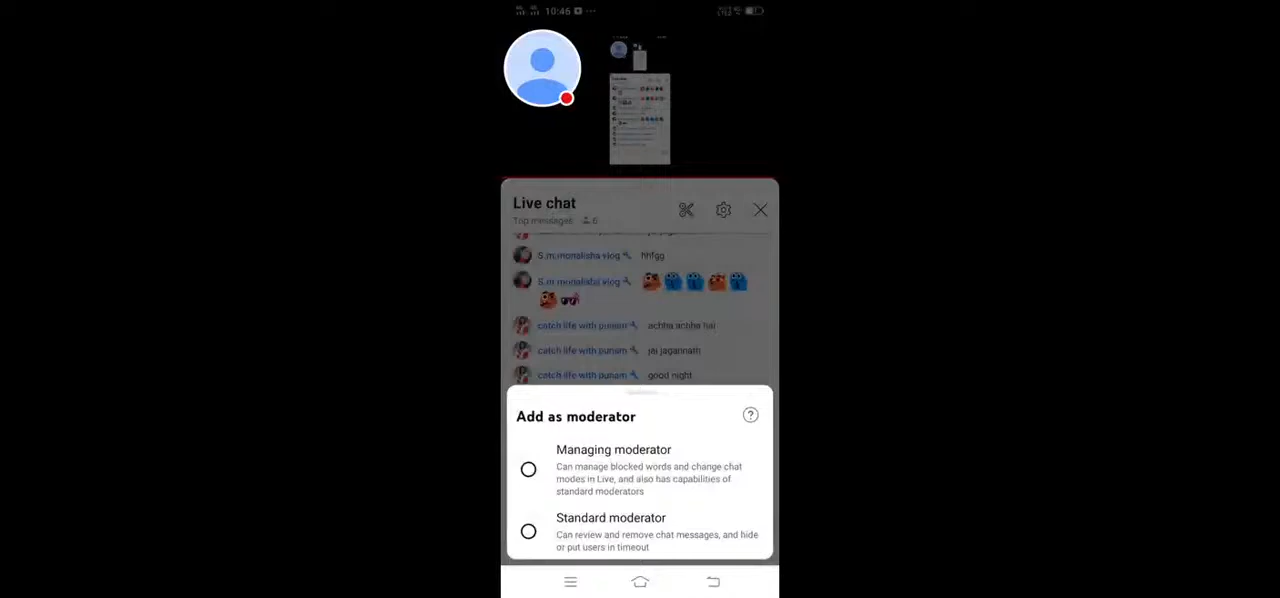 10:46
Live chat
Top messages 6
S.m.monalisha vlog hhfgg
S.m.monalisha vlog
catch life with punam achha achha hai
catch life with punam jai jagannath
catch life with punam good night
Add as moderator
?
Managing moderator
Can manage blocked words and change chat
modes in Live, and also has capabilities of
standard moderators
Standard moderator
Can review and remove chat messages, and hide
or put users in timeout